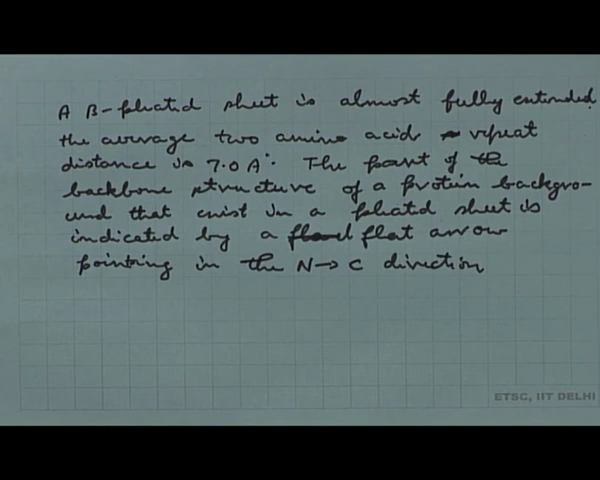 A B-pleated sheet is almost fully extended.
the average two amino acid repeat
distance is 7.0 A°. The part of the
backbone structure of a protein backgro-
und that exist in a pleated sheet is
indicated by a flat arrow
pointing in the N→C direction
ETSC, IIT DELHI